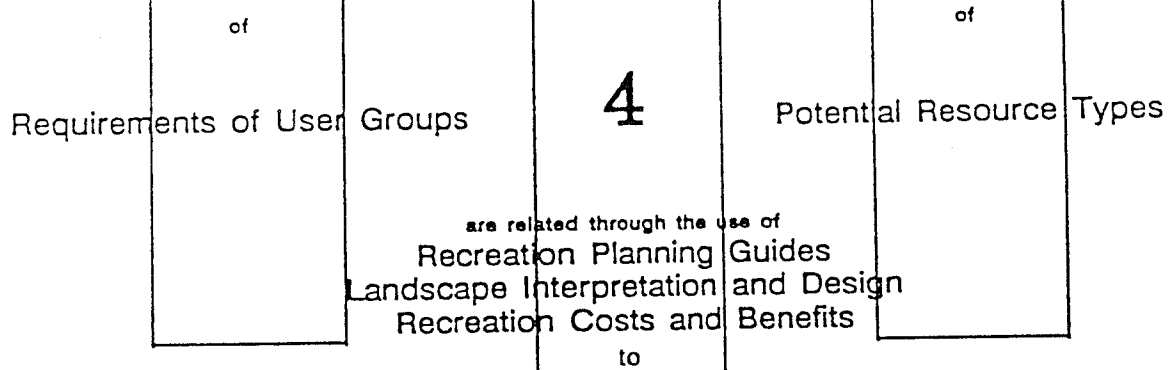 of
of
4
Requirements of User Groups
Potential Resource Types
are related through the use of
Recreation Planning Guides
Landscape Interpretation and Design
Recreation Costs and Benefits
to